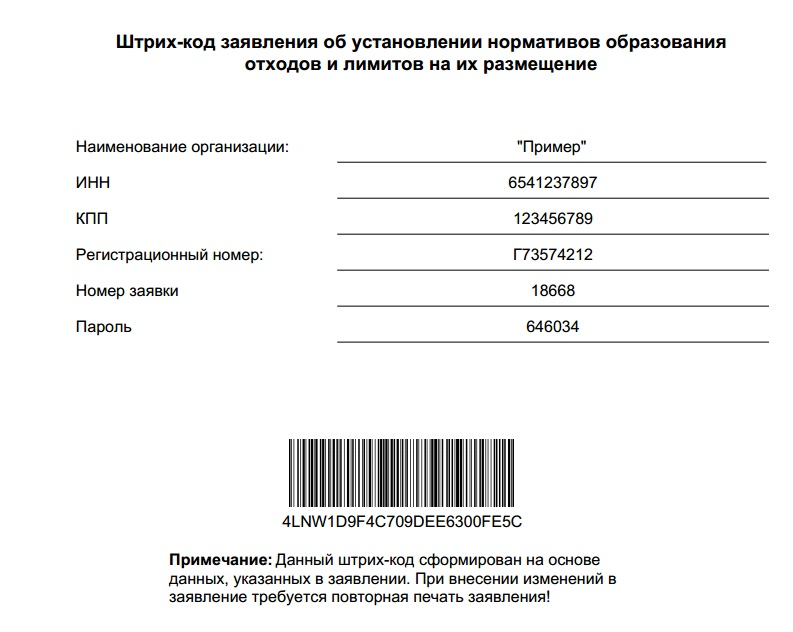 Штрих-код заявления об установлении нормативов образования
отходов и лимитов на их размещение
Наименование организации: "Пример"
ИНН 6541237897
КПП 123456789
Регистрационный номер: Г73574212
Номер заявки 18668
Пароль 646034
4LNW1D9F4C709DEE6300FE5C
Примечание: Данный штрих-код сформирован на основе
данных, указанных в заявлении. При внесении изменений в
заявление требуется повторная печать заявления!